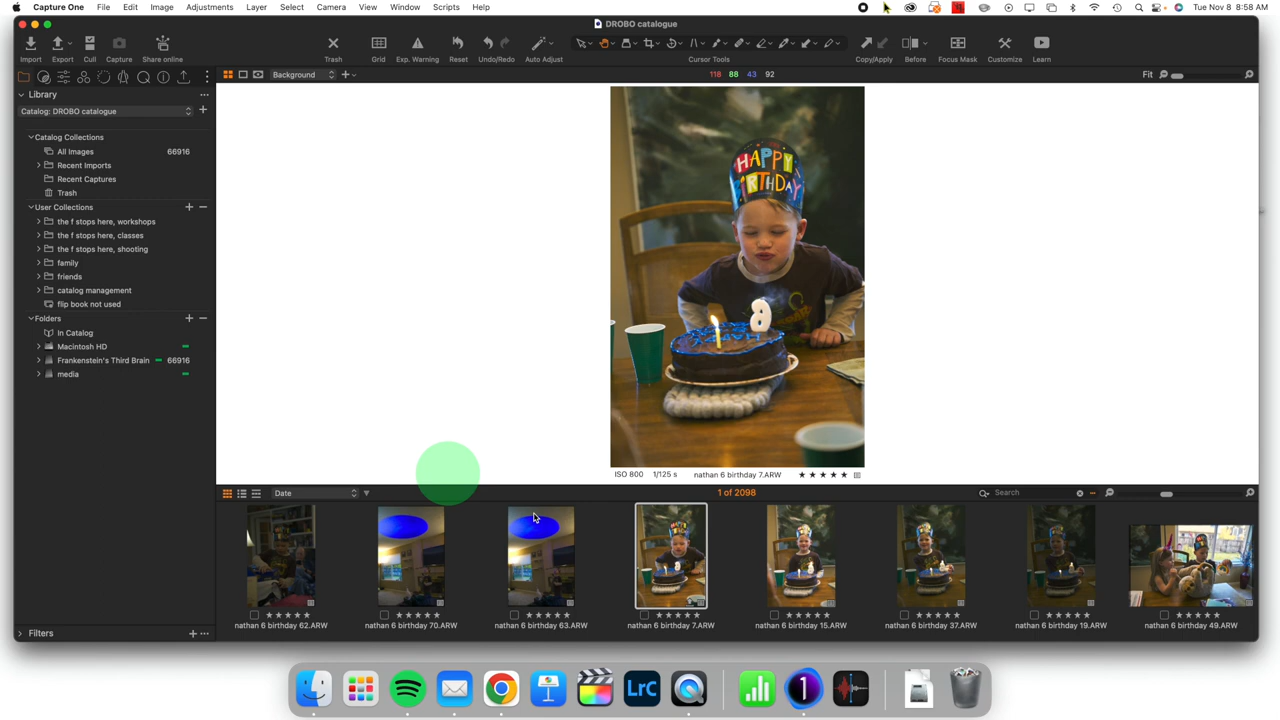 Capture One File Edit Image Adjustments Layer Select Camera View Window Scripts Help Tue Nov 8 8:58 AM
DROBO catalogue
Import Export Cull Capture Share online Trash Grid Exp. Warning Reset Undo/Redo Auto Adjust Cursor Tools Copy/Apply Before Focus Mask Customize Learn
Background 118 88 43 92 Fit
Library
Catalog: DROBO catalogue
Catalog Collections
All Images 66916
Recent Imports
Recent Captures
Trash
User Collections
the f stops here, workshops
the f stops here, classes
the f stops here, shooting
family
friends
catalog management
flip book not used
Folders
In Catalog
Macintosh HD
Frankenstein's Third Brain 66916
media
Filters
HAPPY
BIRTHDAY
ISO 800 1/125 s nathan 6 birthday 7.ARW
Date 1 of 2098 Search
nathan 6 birthday 62.ARW nathan 6 birthday 70.ARW nathan 6 birthday 63.ARW nathan 6 birthday 7.ARW nathan 6 birthday 15.ARW nathan 6 birthday 37.ARW nathan 6 birthday 19.ARW nathan 6 birthday 49.ARW
LrC 1